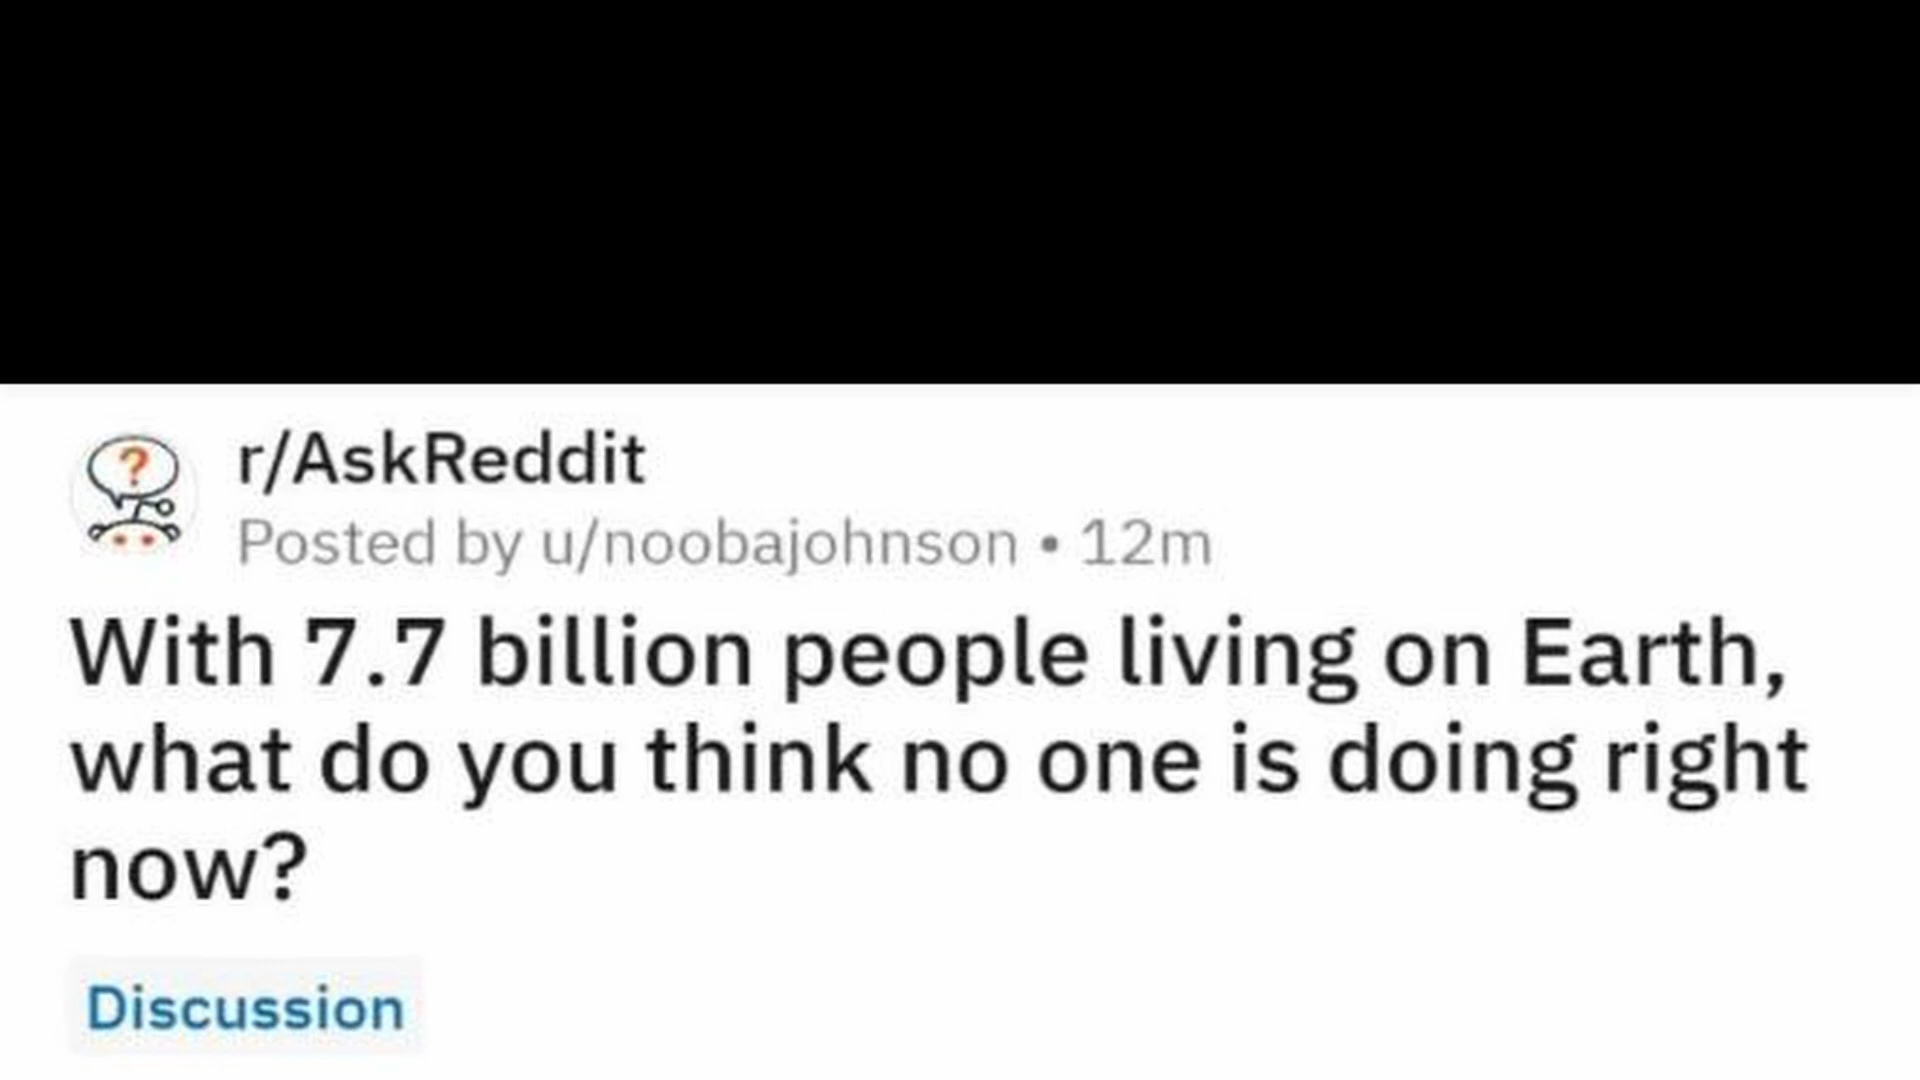 ?
r/AskReddit
Posted by u/noobajohnson • 12m
With 7.7 billion people living on Earth,
what do you think no one is doing right
now?
Discussion